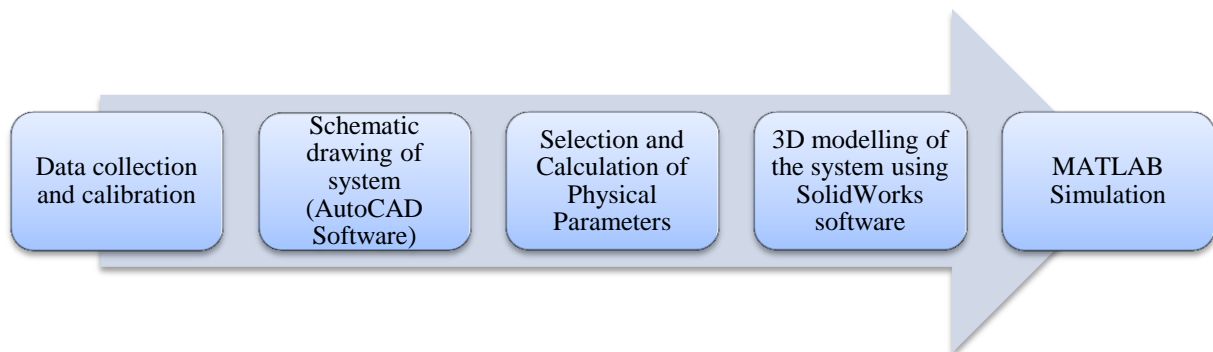 Data collection
and calibration
Schematic
drawing of
system
(AutoCAD
Software)
Selection and
Calculation of
Physical
Parameters
3D modelling of
the system using
SolidWorks
software
MATLAB
Simulation